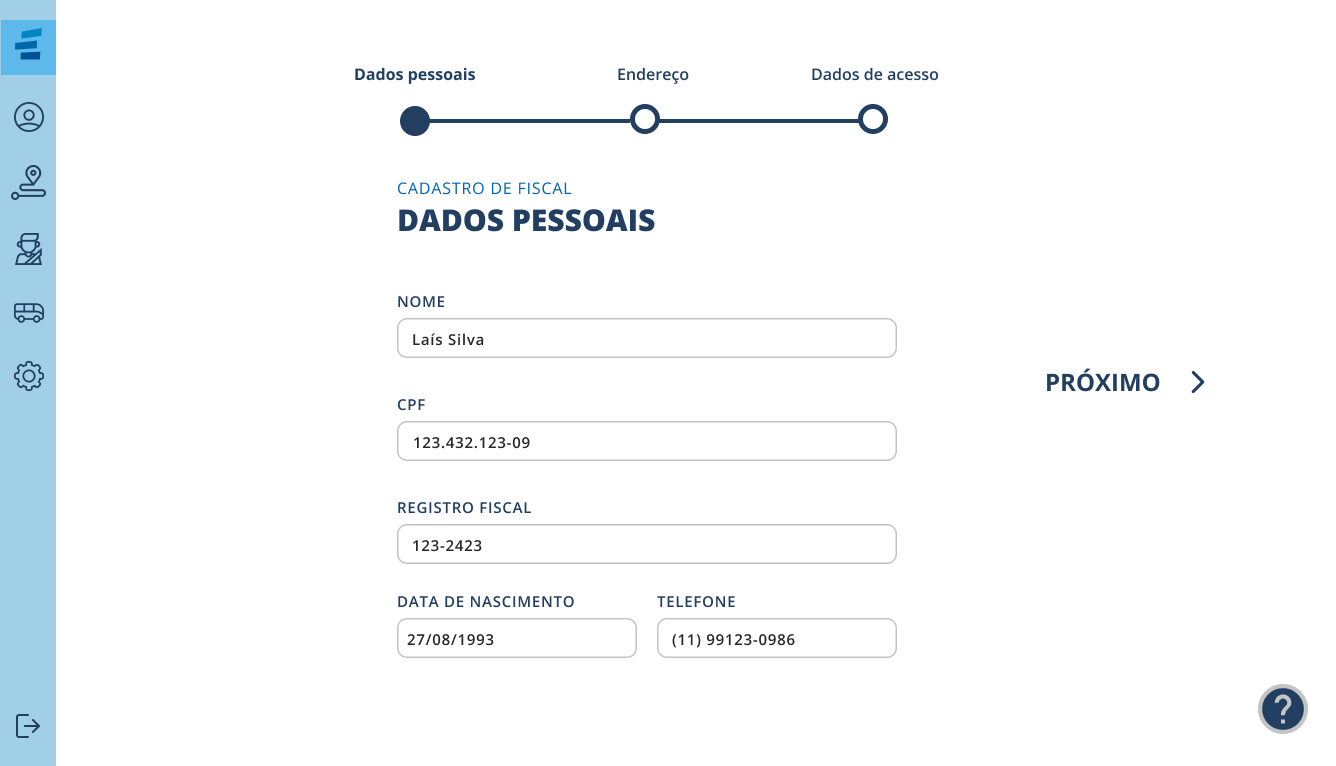 Dados pessoais Endereço Dados de acesso
CADASTRO DE FISCAL
DADOS PESSOAIS
NOME
Laís Silva
PRÓXIMO
CPF
123.432.123-09
REGISTRO FISCAL
123-2423
DATA DE NASCIMENTO TELEFONE
27/08/1993 (11) 99123-0986
?